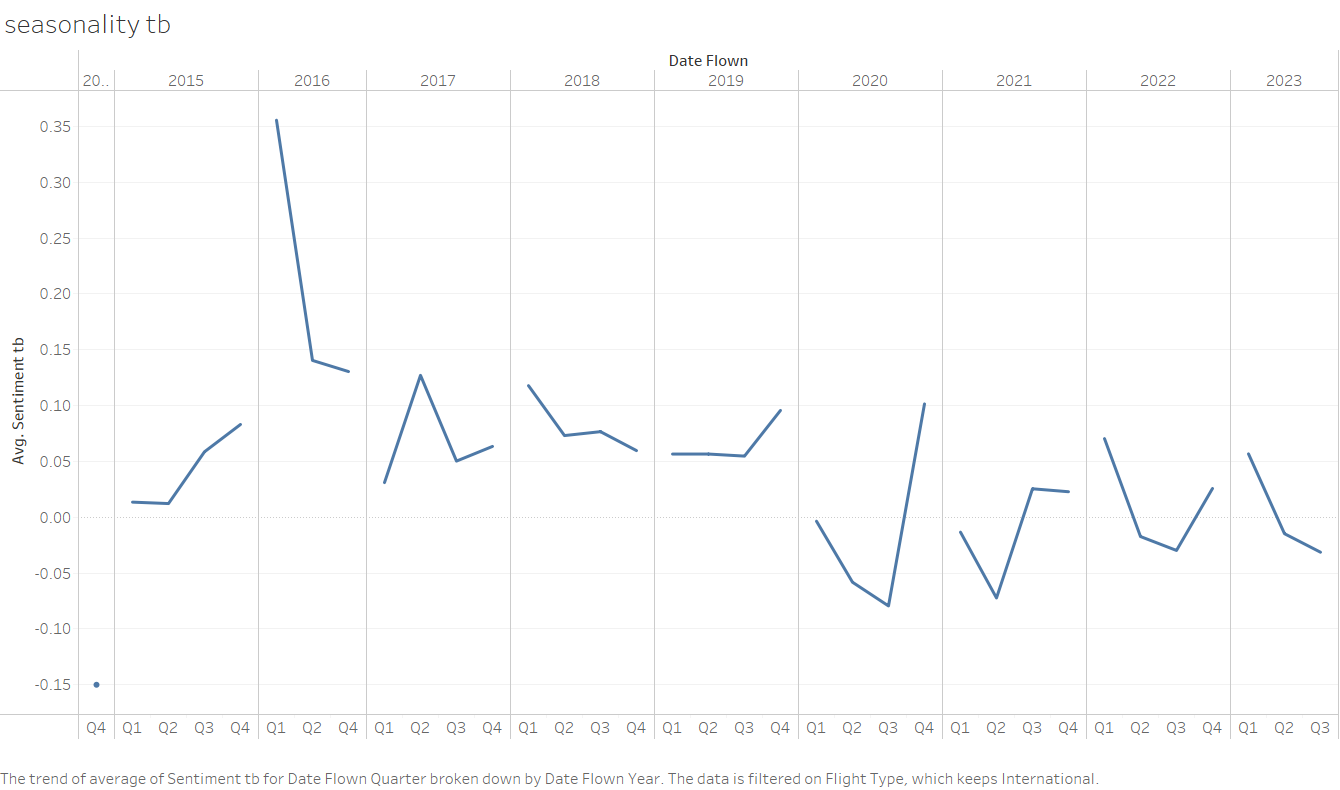 seasonality tb
Date Flown
20.. 2015 2016 2017 2018 2019 2020 2021 2022 2023
Avg. Sentiment tb
0.35
0.30
0.25
0.20
0.15
0.10
0.05
0.00
-0.05
-0.10
-0.15
Q4 Q1 Q2 Q3 Q4 Q1 Q2 Q4 Q1 Q2 Q3 Q4 Q1 Q2 Q3 Q4 Q1 Q2 Q3 Q4 Q1 Q2 Q3 Q4 Q1 Q2 Q3 Q4 Q1 Q2 Q3 Q4 Q1 Q2 Q3
The trend of average of Sentiment tb for Date Flown Quarter broken down by Date Flown Year. The data is filtered on Flight Type, which keeps International.